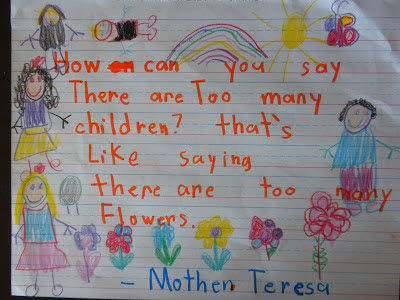 How can you say
There are Too many
children? that's
Like saying
there are too many
Flowers.
- Mother Teresa